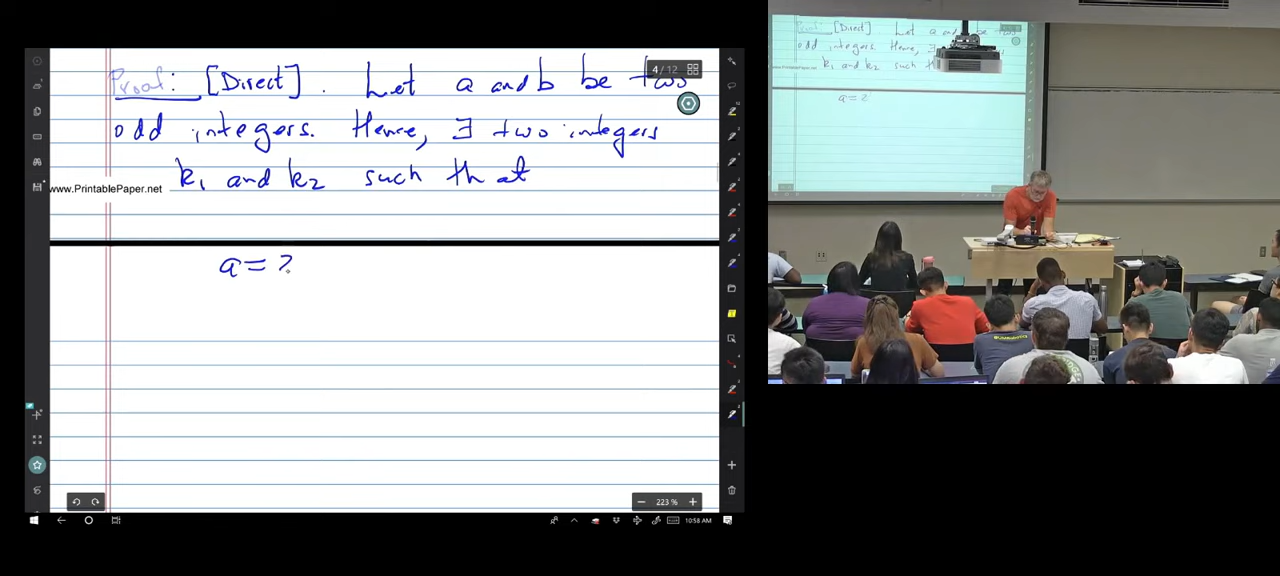 Proof: [Direct]. Let a and b be two
4/12
odd integers. Hence, ∃ two integers
k₁ and k₂ such that
www.PrintablePaper.net
a = 2
223 %
10:58 AM